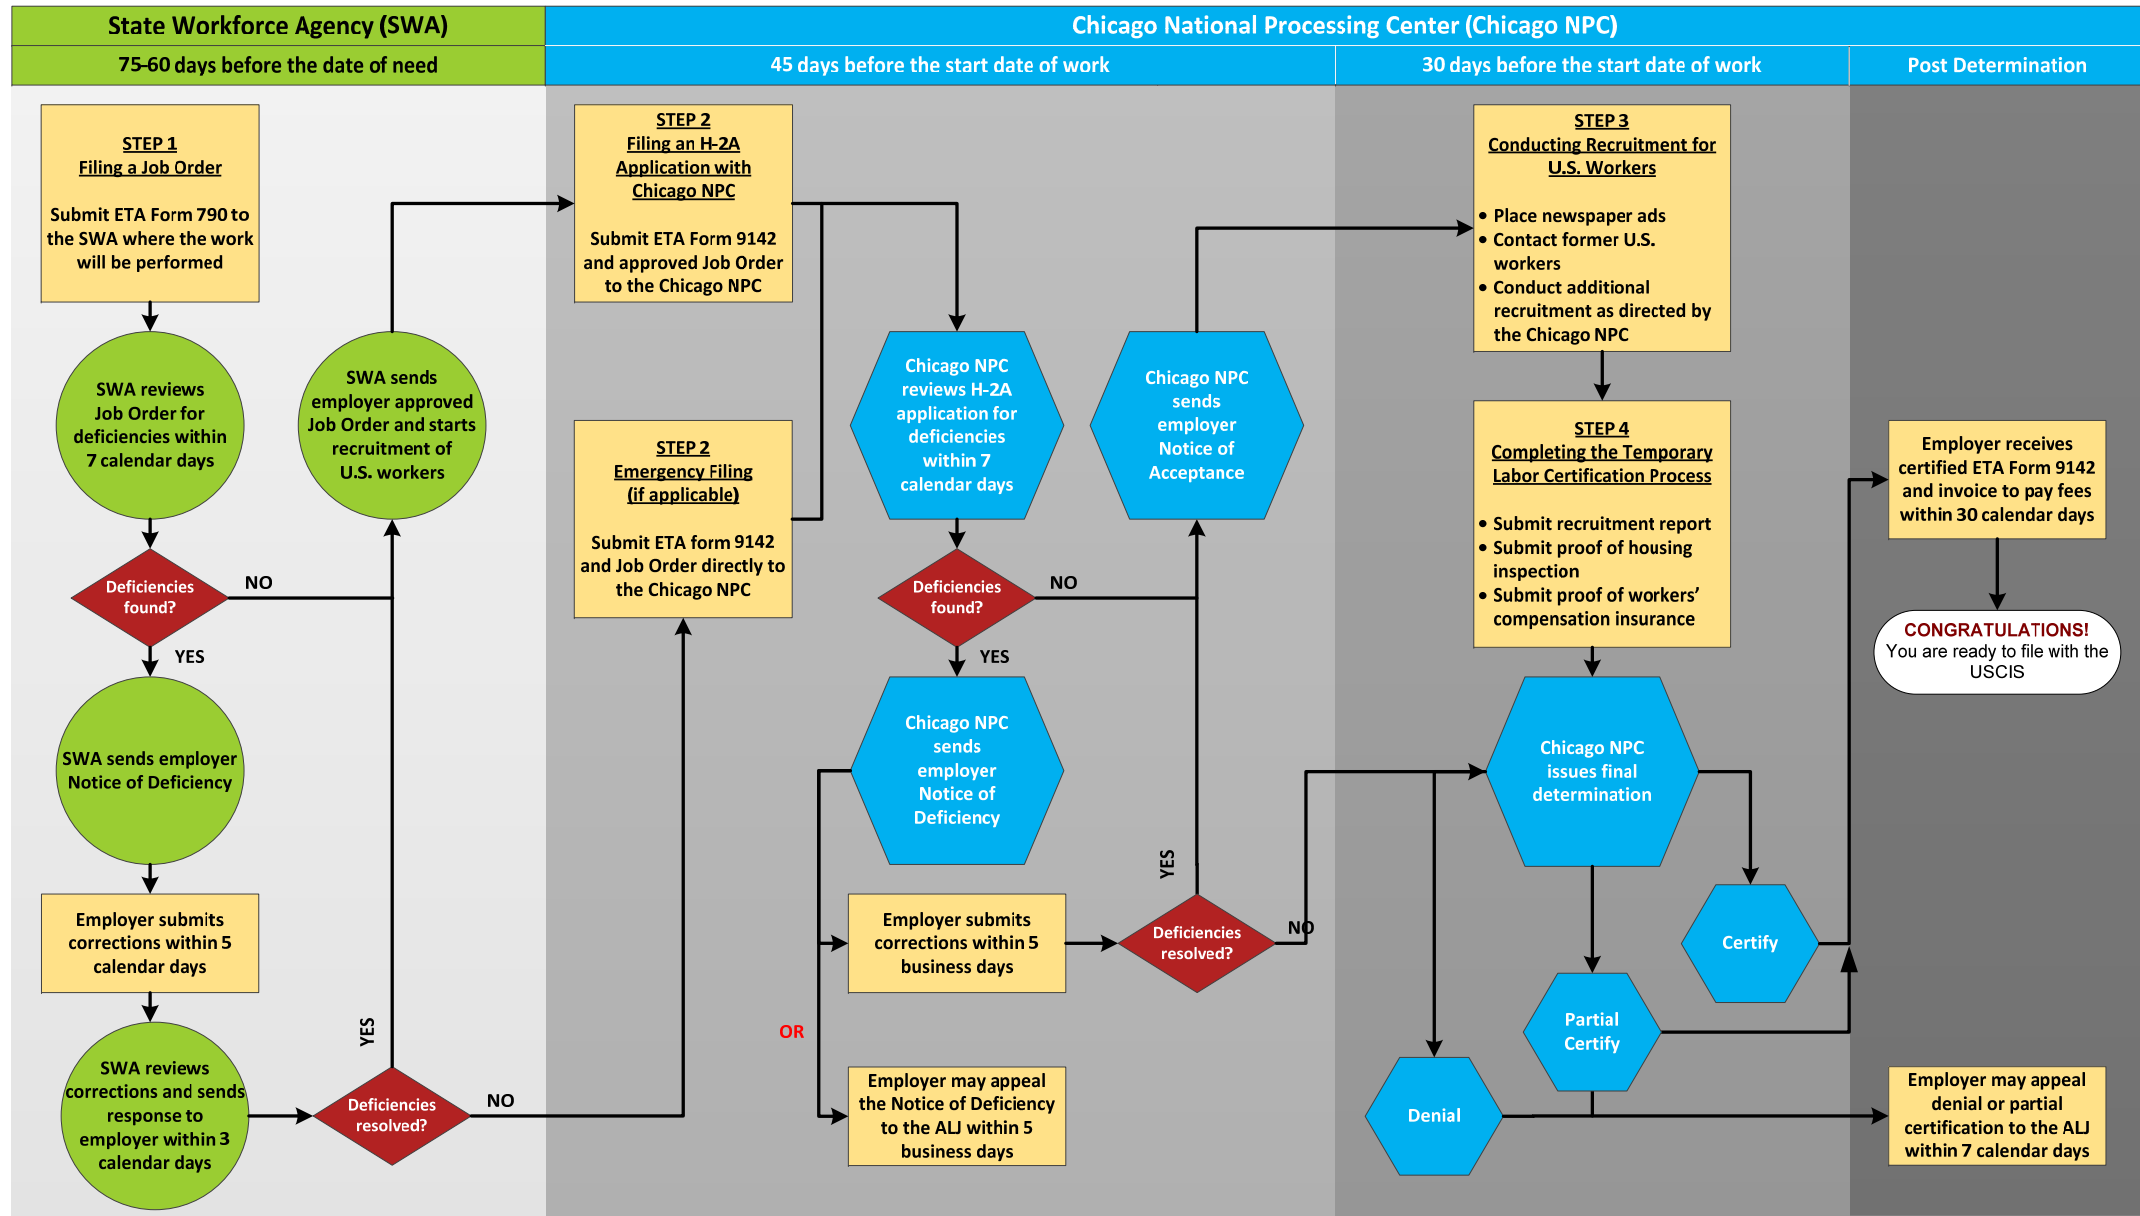 State Workforce Agency (SWA)
Chicago National Processing Center (Chicago NPC)
75-60 days before the date of need
45 days before the start date of work
30 days before the start date of work
Post Determination
STEP 1
Filing a Job Order
Submit ETA Form 790 to
the SWA where the work
will be performed
SWA reviews
Job Order for
deficiencies within
7 calendar days
Deficiencies
found?
NO
YES
SWA sends employer
Notice of Deficiency
Employer submits
corrections within 5
calendar days
SWA reviews
corrections and sends
response to
employer within 3
calendar days
Deficiencies
resolved?
YES
NO
SWA sends
employer approved
Job Order and starts
recruitment of
U.S. workers
STEP 2
Filing an H-2A
Application with
Chicago NPC
Submit ETA Form 9142
and approved Job Order
to the Chicago NPC
STEP 2
Emergency Filing
(if applicable)
Submit ETA form 9142
and Job Order directly to
the Chicago NPC
Chicago NPC
reviews H-2A
application for
deficiencies
within 7
calendar days
Deficiencies
found?
NO
YES
Chicago NPC
sends
employer
Notice of
Deficiency
OR
Employer submits
corrections within 5
business days
Employer may appeal
the Notice of Deficiency
to the ALJ within 5
business days
Deficiencies
resolved?
YES
NO
Chicago NPC
sends
employer
Notice of
Acceptance
STEP 3
Conducting Recruitment for
U.S. Workers
• Place newspaper ads
• Contact former U.S.
workers
• Conduct additional
recruitment as directed by
the Chicago NPC
STEP 4
Completing the Temporary
Labor Certification Process
• Submit recruitment report
• Submit proof of housing
inspection
• Submit proof of workers’
compensation insurance
Chicago NPC
issues final
determination
Certify
Partial
Certify
Denial
Employer receives
certified ETA Form 9142
and invoice to pay fees
within 30 calendar days
CONGRATULATIONS!
You are ready to file with the
USCIS
Employer may appeal
denial or partial
certification to the ALJ
within 7 calendar days